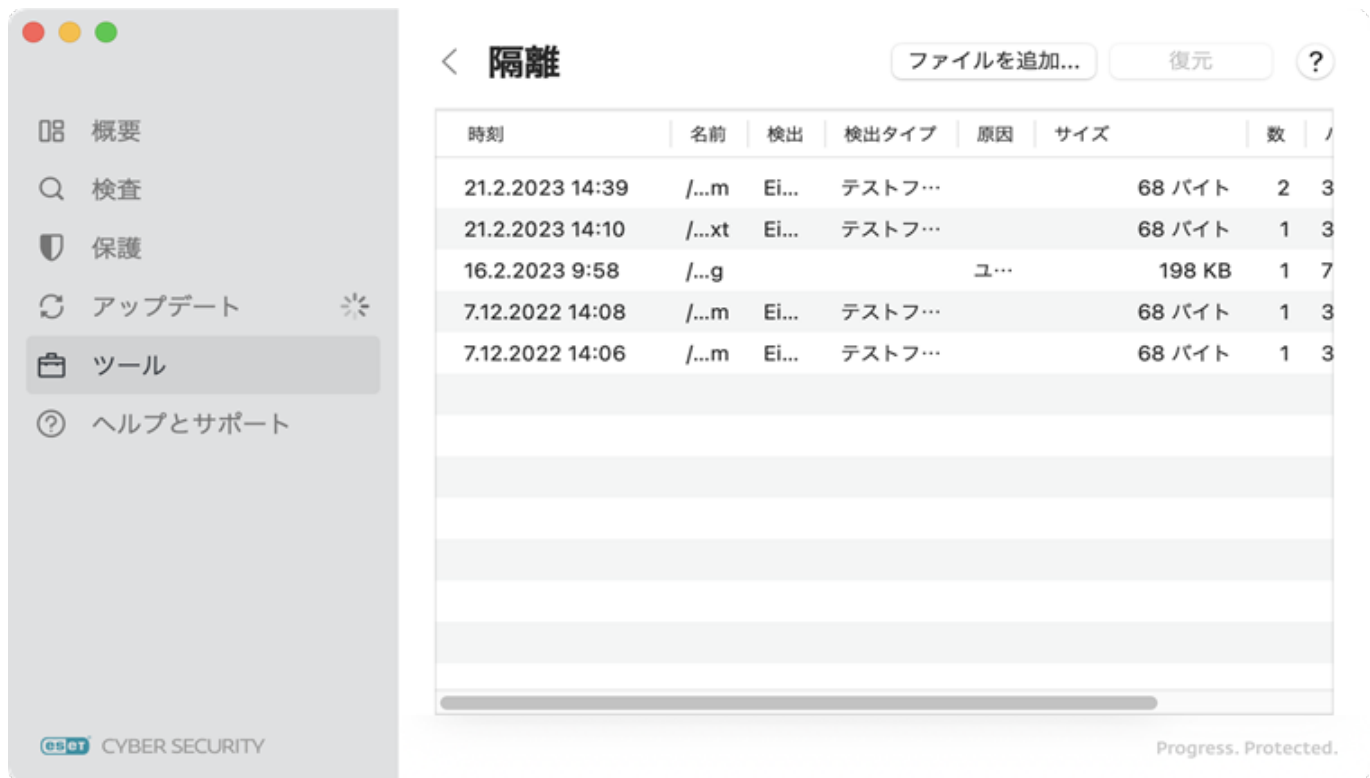 隔離
ファイルを追加...
復元
?
概要
検査
保護
アップデート
ツール
ヘルプとサポート
時刻 名前 検出 検出タイプ 原因 サイズ 数
21.2.2023 14:39 /...m Ei... テストフ… 68 バイト 2 3
21.2.2023 14:10 /...xt Ei... テストフ… 68 バイト 1 3
16.2.2023 9:58 /...g ユ… 198 KB 1 7
7.12.2022 14:08 /...m Ei... テストフ… 68 バイト 1 3
7.12.2022 14:06 /...m Ei... テストフ… 68 バイト 1 3
eseT CYBER SECURITY
Progress. Protected.